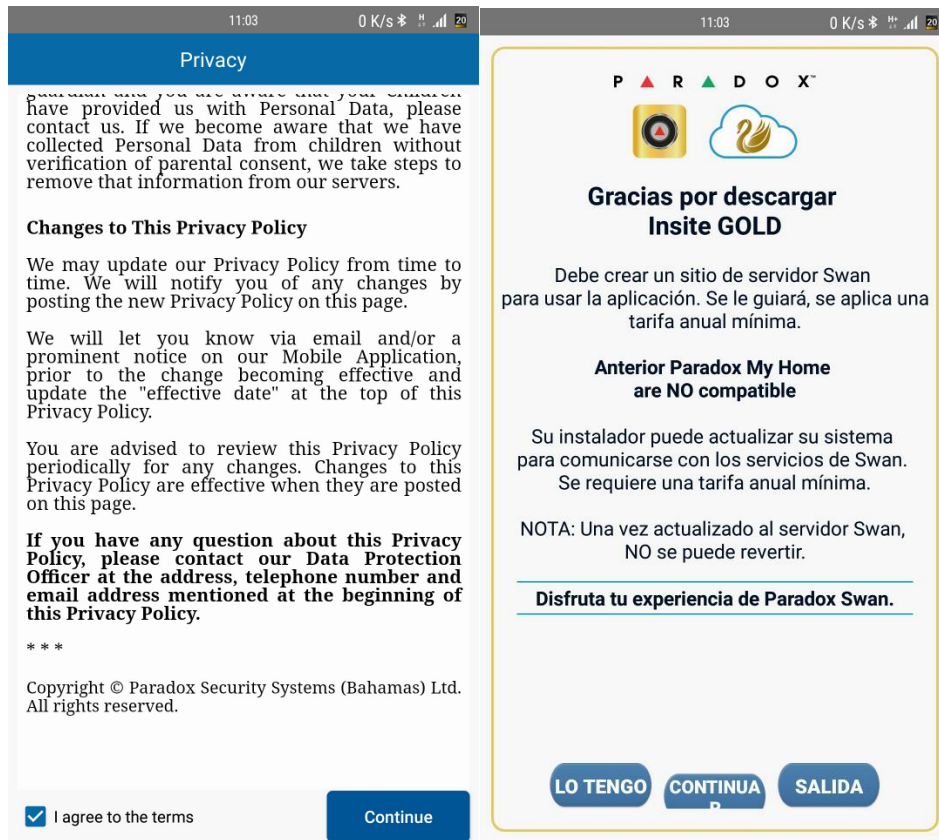 11:03
0 K/s H 20
Privacy
guardian and you are aware that your Children
have provided us with Personal Data, please
contact us. If we become aware that we have
collected Personal Data from children without
verification of parental consent, we take steps to
remove that information from our servers.
Changes to This Privacy Policy
We may update our Privacy Policy from time to
time. We will notify you of any changes by
posting the new Privacy Policy on this page.
We will let you know via email and/or a
prominent notice on our Mobile Application,
prior to the change becoming effective and
update the "effective date" at the top of this
Privacy Policy.
You are advised to review this Privacy Policy
periodically for any changes. Changes to this
Privacy Policy are effective when they are posted
on this page.
If you have any question about this Privacy
Policy, please contact our Data Protection
Officer at the address, telephone number and
email address mentioned at the beginning of
this Privacy Policy.
* * *
Copyright © Paradox Security Systems (Bahamas) Ltd.
All rights reserved.
I agree to the terms
Continue
11:03
0 K/s H+ 20
PARADOX™
Gracias por descargar
Insite GOLD
Debe crear un sitio de servidor Swan
para usar la aplicación. Se le guiará, se aplica una
tarifa anual mínima.
Anterior Paradox My Home
are NO compatible
Su instalador puede actualizar su sistema
para comunicarse con los servicios de Swan.
Se requiere una tarifa anual mínima.
NOTA: Una vez actualizado al servidor Swan,
NO se puede revertir.
Disfruta tu experiencia de Paradox Swan.
LO TENGO
CONTINUA
R
SALIDA